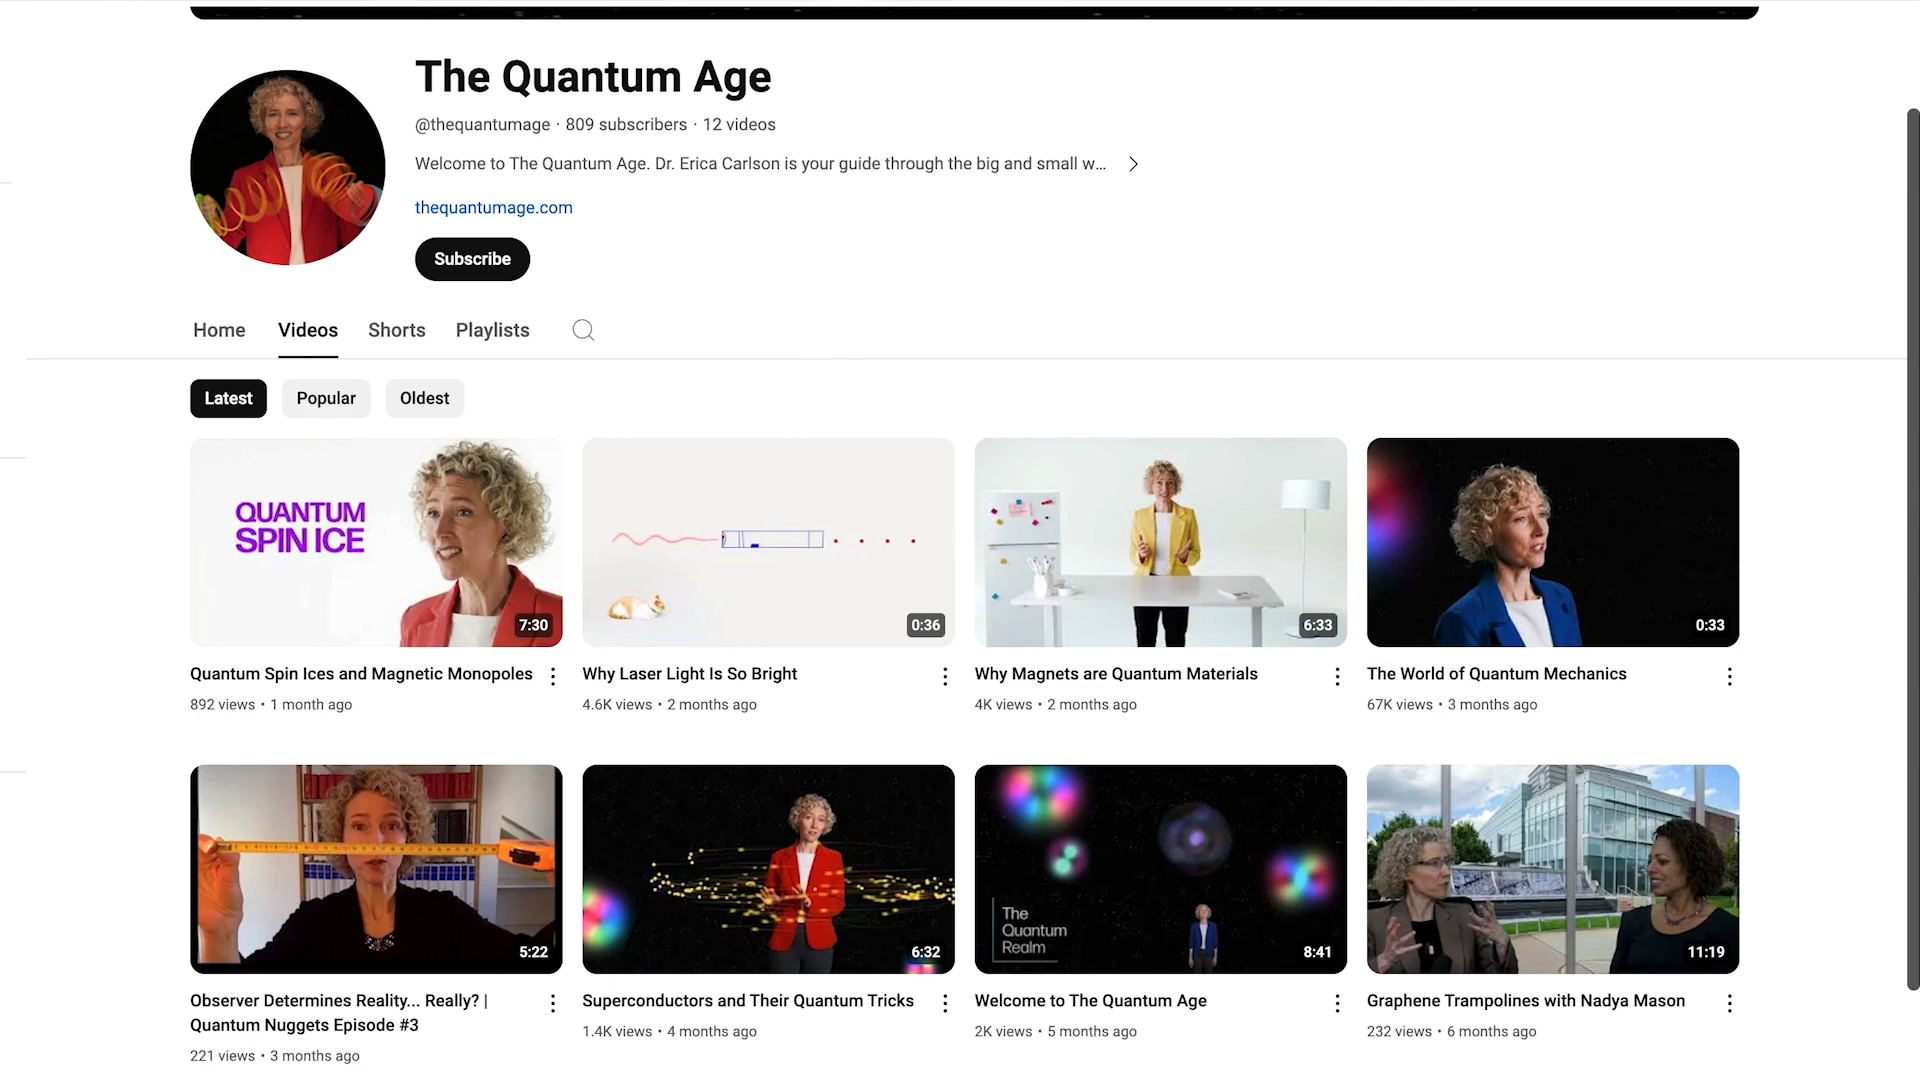 The Quantum Age
@thequantumage · 809 subscribers · 12 videos
Welcome to The Quantum Age. Dr. Erica Carlson is your guide through the big and small w...
thequantumage.com
Subscribe
Home Videos Shorts Playlists
Latest Popular Oldest
QUANTUM
SPIN ICE
7:30
0:36
6:33
0:33
Quantum Spin Ices and Magnetic Monopoles
892 views • 1 month ago
Why Laser Light Is So Bright
4.6K views • 2 months ago
Why Magnets are Quantum Materials
4K views • 2 months ago
The World of Quantum Mechanics
67K views • 3 months ago
5:22
6:32
The
Quantum
Realm
8:41
11:19
Observer Determines Reality... Really? |
Quantum Nuggets Episode #3
221 views • 3 months ago
Superconductors and Their Quantum Tricks
1.4K views • 4 months ago
Welcome to The Quantum Age
2K views • 5 months ago
Graphene Trampolines with Nadya Mason
232 views • 6 months ago